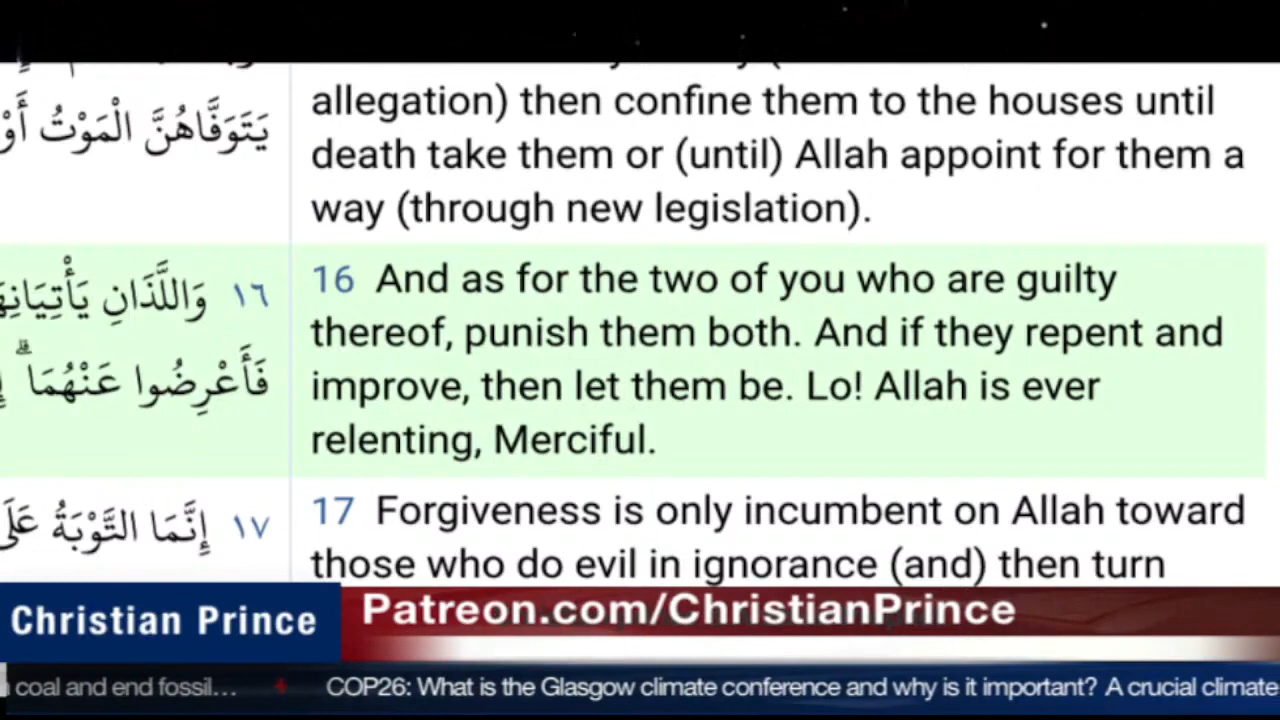 allegation) then confine them to the houses until
يَتَوَفَّاهُنَّ الْمَوْتُ أَوْ
death take them or (until) Allah appoint for them a
way (through new legislation).
١٦ وَاللَّذَانِ
16 And as for the two of you who are guilty
thereof, punish them both. And if they repent and
فَأَعْرِضُوا عَنْهُمَا ۗ
improve, then let them be. Lo! Allah is ever
relenting, Merciful.
١٧ إِنَّمَا التَّوْبَةُ عَلَى
17 Forgiveness is only incumbent on Allah toward
those who do evil in ignorance (and) then turn
Christian Prince
Patreon.com/ChristianPrince
coal and end fossil... COP26: What is the Glasgow climate conference and why is it important? A crucial climate